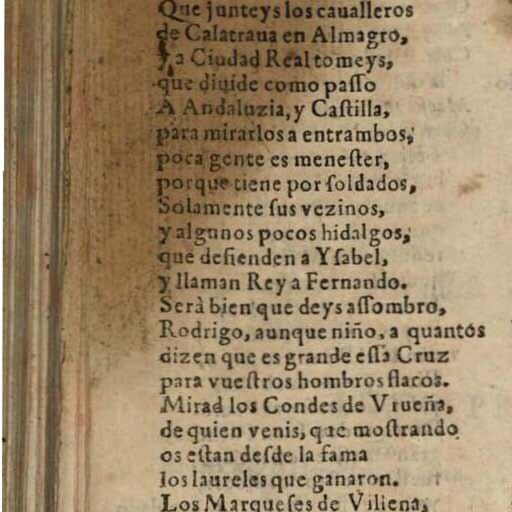 Que junteys los caualleros
de Calatraua en Almagro,
y a Ciudad Real tomeys,
que diuide como paſſo
A Andaluzia, y Caſtilla,
para mirarlos a entrambos;
poca gente es meneſter,
porque tiene por ſoldados,
Solamente ſus vezinos,
y algunos pocos hidalgos;
que defienden a Yſabel,
y llaman Rey a Fernando.
Serà bien que deys aſſombro,
Rodrigo, aunque niño, a quantos
dizen que es grande eſſa Cruz
para vueſtros hombros flacos.
Mirad los Condes de Vrueña,
de quien venis, que moſtrando
os eſtan deſde la fama
los laureles que ganaron.
Los Marqueſes de Villena,